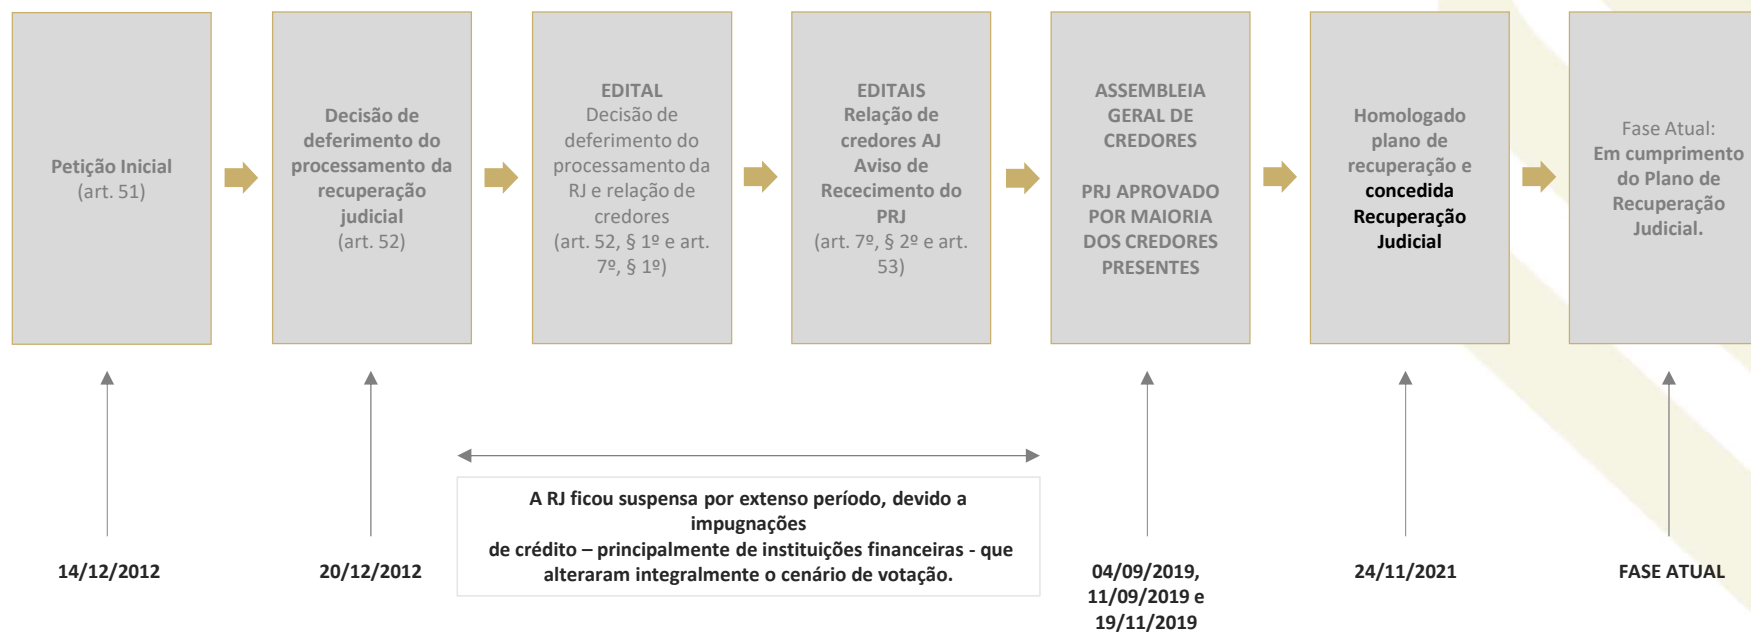 Petição Inicial
(art. 51)
Decisão de
deferimento do
processamento da
recuperação
judicial
(art. 52)
EDITAL
Decisão de
deferimento do
processamento da
RJ e relação de
credores
(art. 52, § 1º e art.
7º, § 1º)
EDITAIS
Relação de
credores AJ
Aviso de
Rececimento do
PRJ
(art. 7º, § 2º e art.
53)
ASSEMBLEIA
GERAL DE
CREDORES
PRJ APROVADO
POR MAIORIA
DOS CREDORES
PRESENTES
Homologado
plano de
recuperação e
concedida
Recuperação
Judicial
Fase Atual:
Em cumprimento
do Plano de
Recuperação
Judicial.
A RJ ficou suspensa por extenso período, devido a
impugnações
de crédito – principalmente de instituições financeiras - que
alteraram integralmente o cenário de votação.
14/12/2012
20/12/2012
04/09/2019,
11/09/2019 e
19/11/2019
24/11/2021
FASE ATUAL